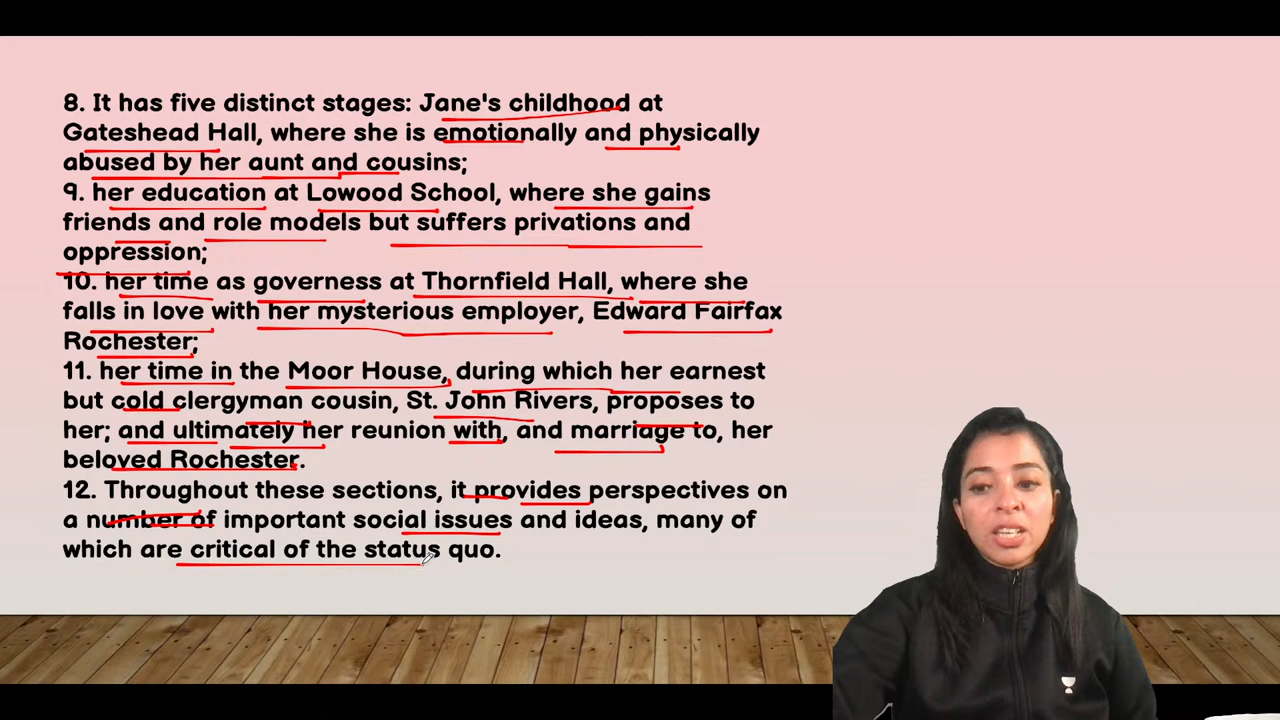 8. It has five distinct stages: Jane's childhood at
Gateshead Hall, where she is emotionally and physically
abused by her aunt and cousins;
9. her education at Lowood School, where she gains
friends and role models but suffers privations and
oppression;
10. her time as governess at Thornfield Hall, where she
falls in love with her mysterious employer, Edward Fairfax
Rochester;
11. her time in the Moor House, during which her earnest
but cold clergyman cousin, St. John Rivers, proposes to
her; and ultimately her reunion with, and marriage to, her
beloved Rochester.
12. Throughout these sections, it provides perspectives on
a number of important social issues and ideas, many of
which are critical of the status quo.